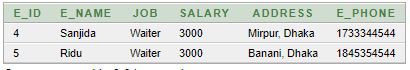 E_ID E_NAME JOB SALARY ADDRESS E_PHONE
4 Sanjida Waiter 3000 Mirpur, Dhaka 1733344544
5 Ridu Waiter 3000 Banani, Dhaka 1845354544